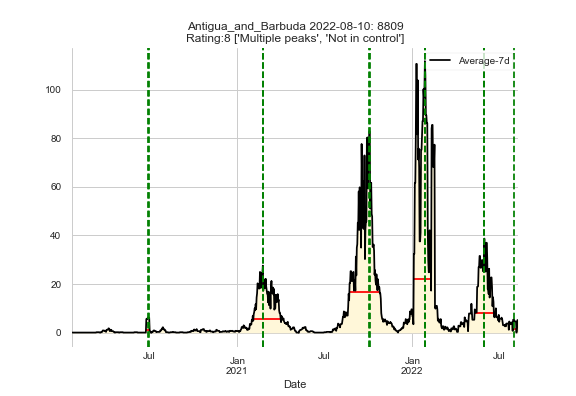 Antigua_and_Barbuda 2022-08-10: 8809
Rating:8 ['Multiple peaks', 'Not in control']
Average-7d
100
80
60
40
20
0
Jul
Jan
2021
Jul
Jan
2022
Jul
Date